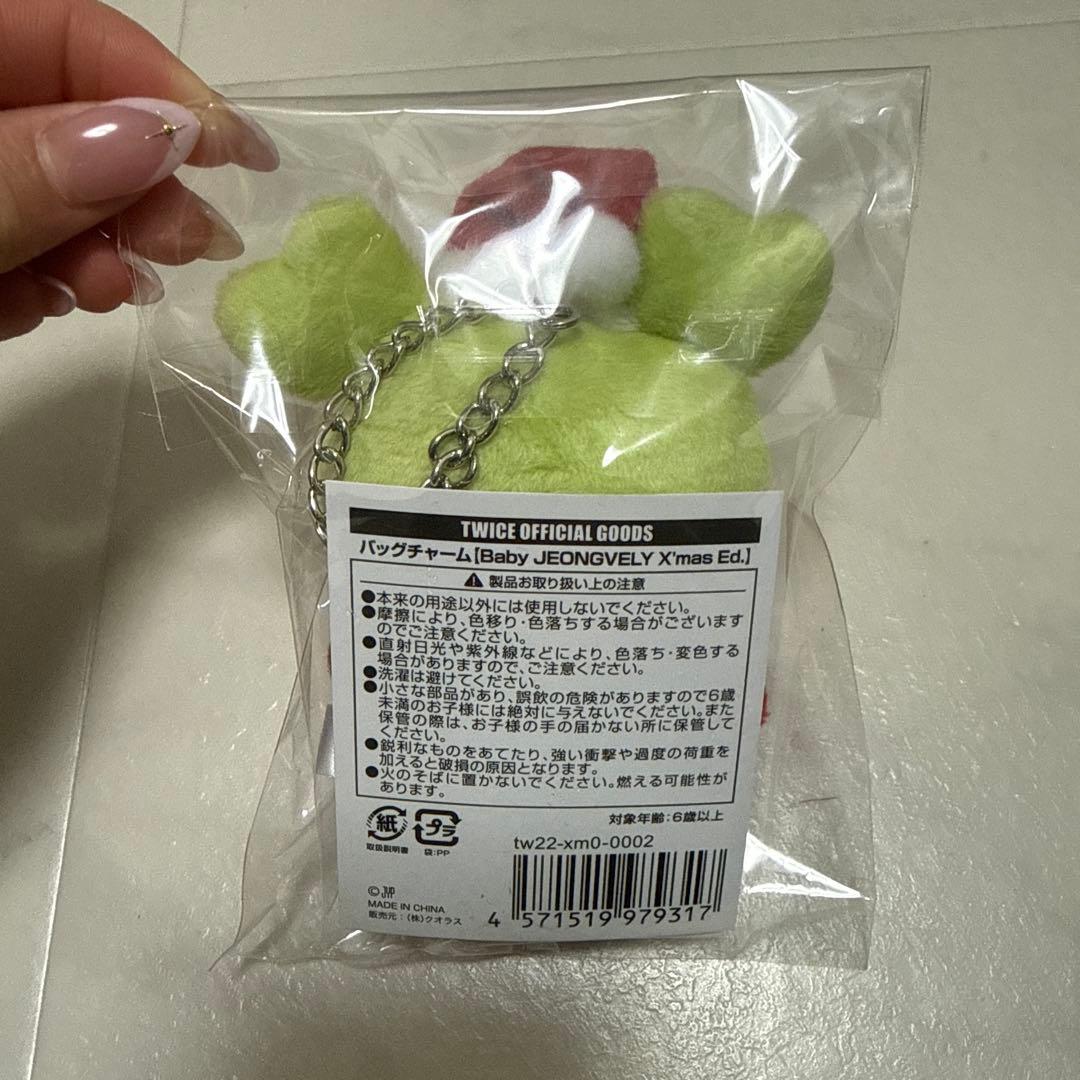 TWICE OFFICIAL GOODS
バッグチャーム【Baby JEONGVELY X'mas Ed.】
⚠ 製品お取り扱い上の注意
●本来の用途以外には使用しないでください。
●摩擦により、色移り・色落ちする場合がございます
のでご注意ください。
●直射日光や紫外線などにより、色落ち・変色する
場合がありますので、ご注意ください。
●洗濯は避けてください。
●小さな部品があり、誤飲の危険がありますので6歳
未満のお子様には絶対に与えないでください。また
保管の際は、お子様の手の届かない所に保管して
ください。
●鋭利なものをあてたり、強い衝撃や過度の荷重を
加えると破損の原因となります。
●火のそばに置かないでください。燃える可能性が
あります。
対象年齢:6歳以上
紙
取扱説明書
プラ
袋:PP
tw22-xm0-0002
©JYP
MADE IN CHINA
販売元:(株)クオラス
4 571519 979317